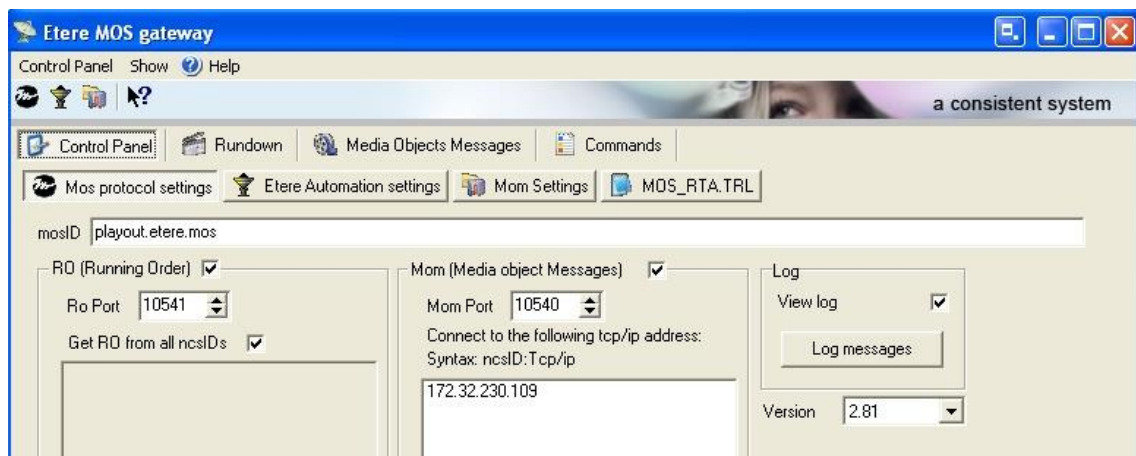 Etere MOS gateway
Control Panel Show Help
a consistent system
Control Panel Rundown Media Objects Messages Commands
Mos protocol settings Etere Automation settings Mom Settings MOS_RTA.TRL
mosID playout.etere.mos
RO (Running Order)
Ro Port 10541
Get RO from all ncsIDs
Mom (Media object Messages)
Mom Port 10540
Connect to the following tcp/ip address:
Syntax: ncsID:Tcp/ip
172.32.230.109
Log
View log
Log messages
Version 2.81